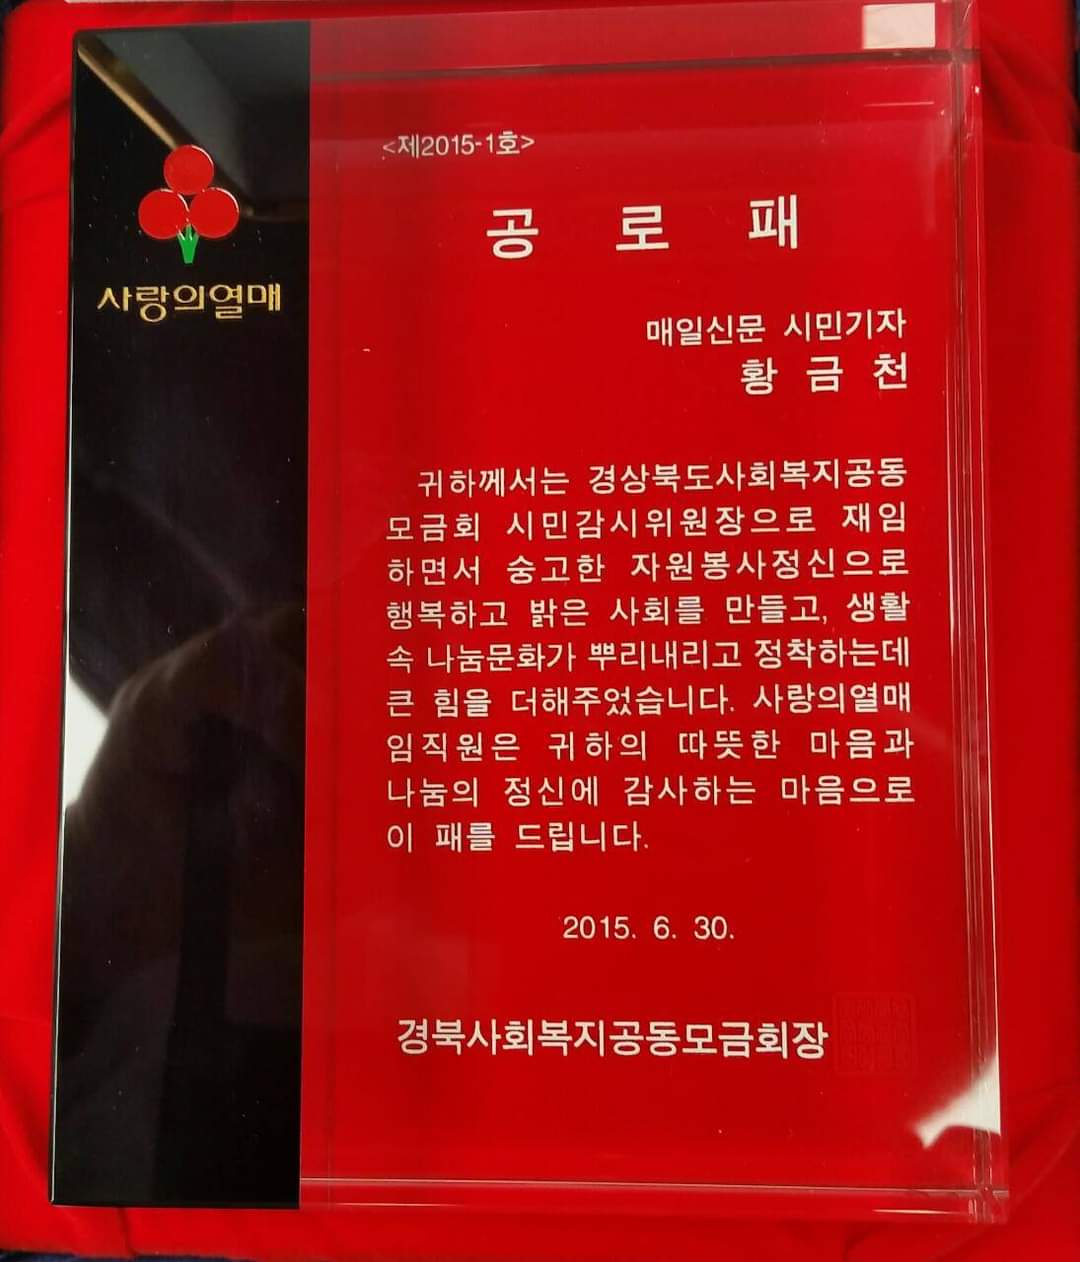 사랑의열매
<제2015-1호>
공 로 패
매일신문 시민기자
황 금 천
귀하께서는 경상북도사회복지공동
모금회 시민감시위원장으로 재임
하면서 숭고한 자원봉사정신으로
행복하고 밝은 사회를 만들고, 생활
속 나눔문화가 뿌리내리고 정착하는데
큰 힘을 더해주었습니다. 사랑의열매
임직원은 귀하의 따뜻한 마음과
나눔의 정신에 감사하는 마음으로
이 패를 드립니다.
2015. 6. 30.
경북사회복지공동모금회장